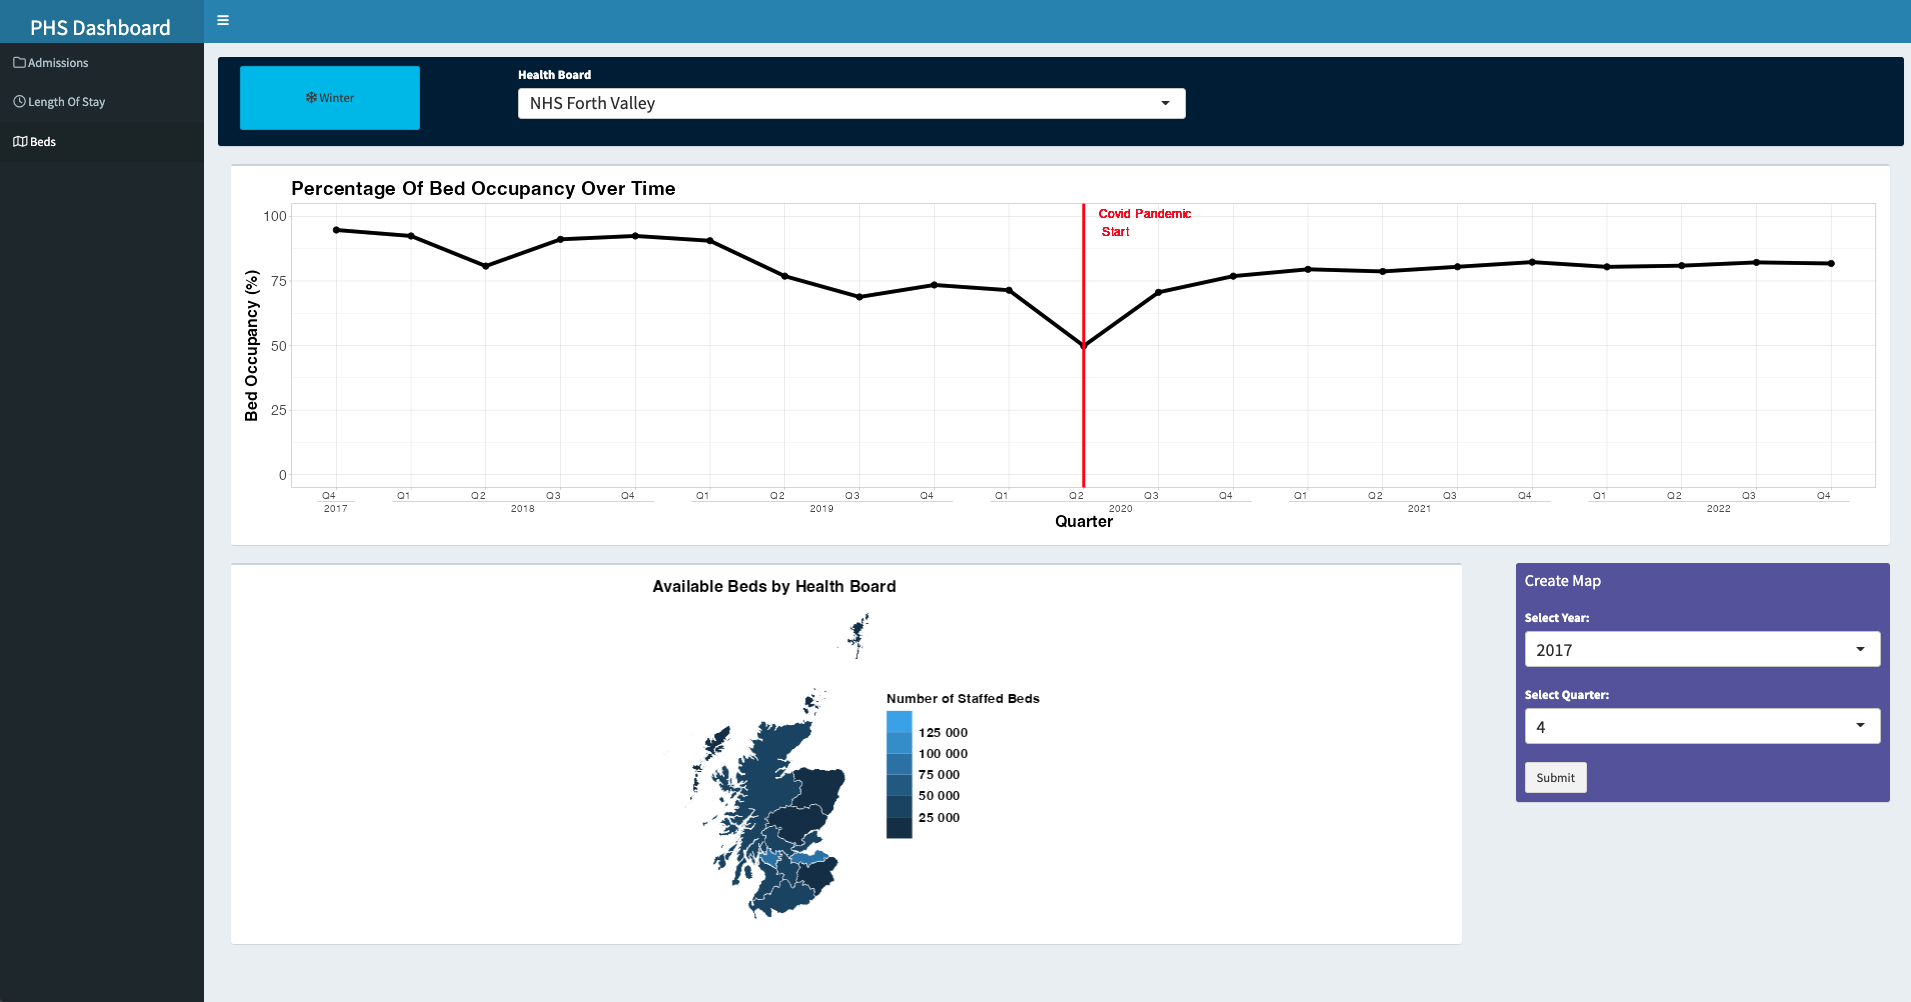 PHS Dashboard
Admissions
Length Of Stay
Beds
Winter
Health Board
NHS Forth Valley
Percentage Of Bed Occupancy Over Time
Covid Pandemic
Start
Bed Occupancy (%)
100
75
50
25
0
Q4 Q1 Q2 Q3 Q4 Q1 Q2 Q3 Q4 Q1 Q2 Q3 Q4 Q1 Q2 Q3 Q4 Q1 Q2 Q3 Q4
2017 2018 2019 2020 2021 2022
Quarter
Available Beds by Health Board
Number of Staffed Beds
125 000
100 000
75 000
50 000
25 000
Create Map
Select Year:
2017
Select Quarter:
4
Submit